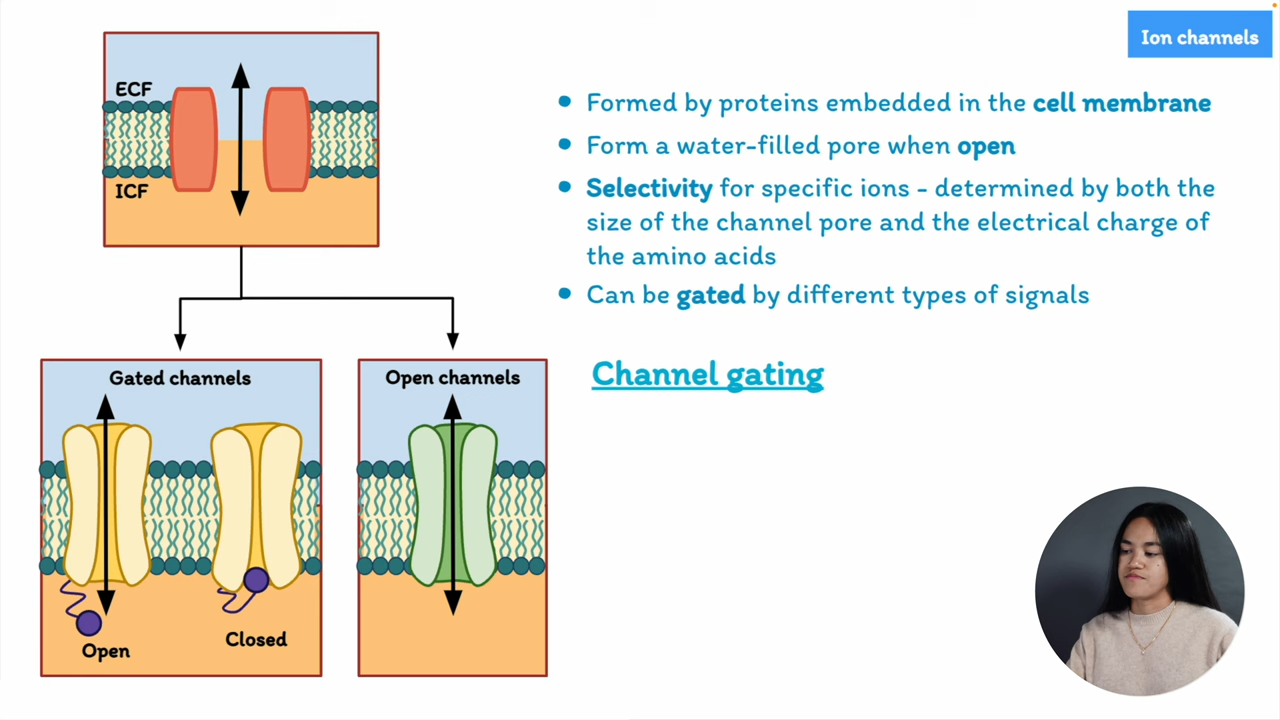 Ion channels
ECF
ICF
• Formed by proteins embedded in the cell membrane
• Form a water-filled pore when open
• Selectivity for specific ions - determined by both the
size of the channel pore and the electrical charge of
the amino acids
• Can be gated by different types of signals
Gated channels
Open
Closed
Open channels
Channel gating